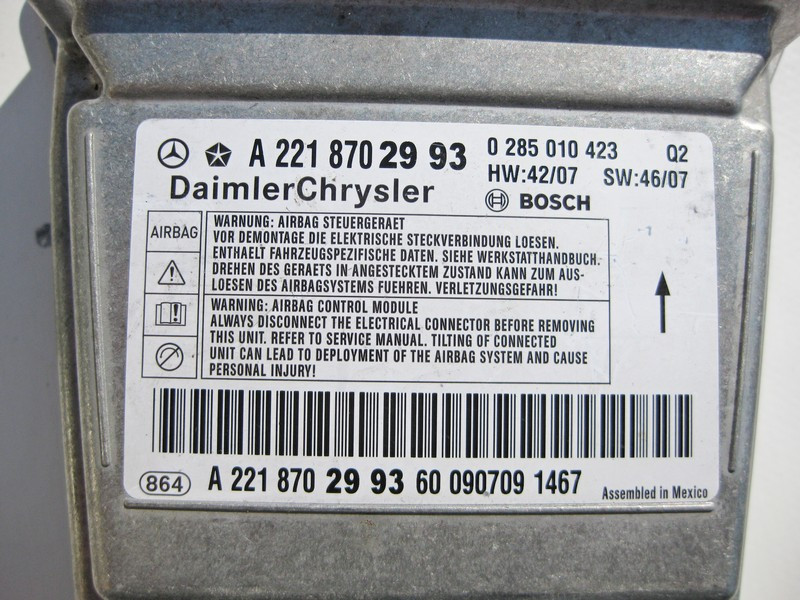 A 221 870 29 93 0 285 010 423 Q2
HW:42/07 SW:46/07
DaimlerChrysler BOSCH
AIRBAG
WARNUNG: AIRBAG STEUERGERAET
VOR DEMONTAGE DIE ELEKTRISCHE STECKVERBINDUNG LOESEN.
ENTHAELT FAHRZEUGSPEZIFISCHE DATEN. SIEHE WERKSTATTHANDBUCH.
DREHEN DES GERAETS IN ANGESTECKTEM ZUSTAND KANN ZUM AUS-
LOESEN DES AIRBAGSYSTEMS FUEHREN. VERLETZUNGSGEFAHR!
WARNING: AIRBAG CONTROL MODULE
ALWAYS DISCONNECT THE ELECTRICAL CONNECTOR BEFORE REMOVING
THIS UNIT. REFER TO SERVICE MANUAL. TILTING OF CONNECTED
UNIT CAN LEAD TO DEPLOYMENT OF THE AIRBAG SYSTEM AND CAUSE
PERSONAL INJURY!
864 A 221 870 29 93 60 090709 1467 Assembled in Mexico